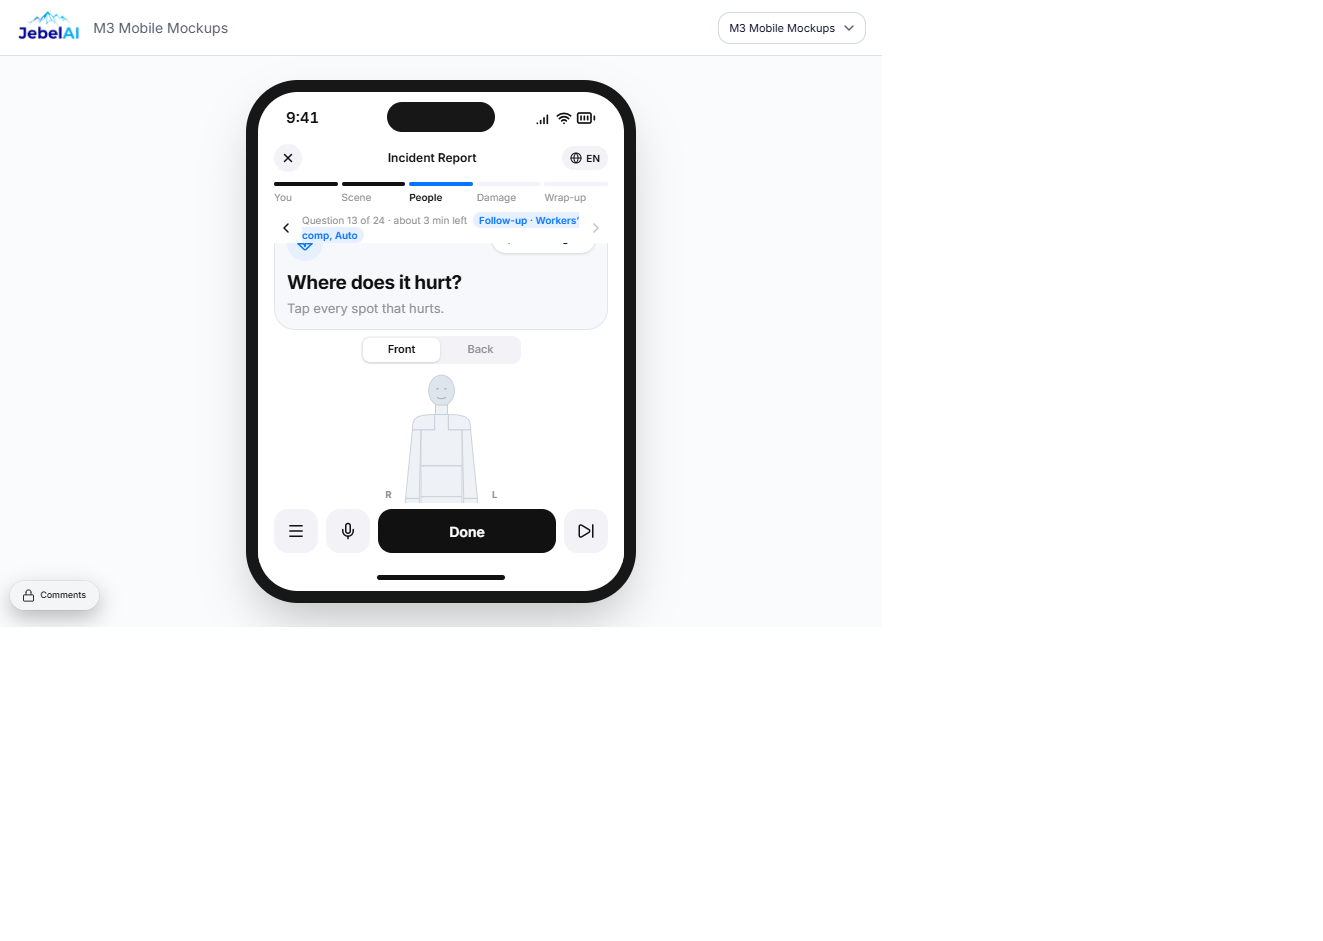 JebelAI
M3 Mobile Mockups
M3 Mobile Mockups
9:41
Incident Report
EN
You
Scene
People
Damage
Wrap-up
Question 13 of 24 · about 3 min left Follow-up · Workers'
comp, Auto
Where does it hurt?
Tap every spot that hurts.
Front
Back
R
L
Done
Comments